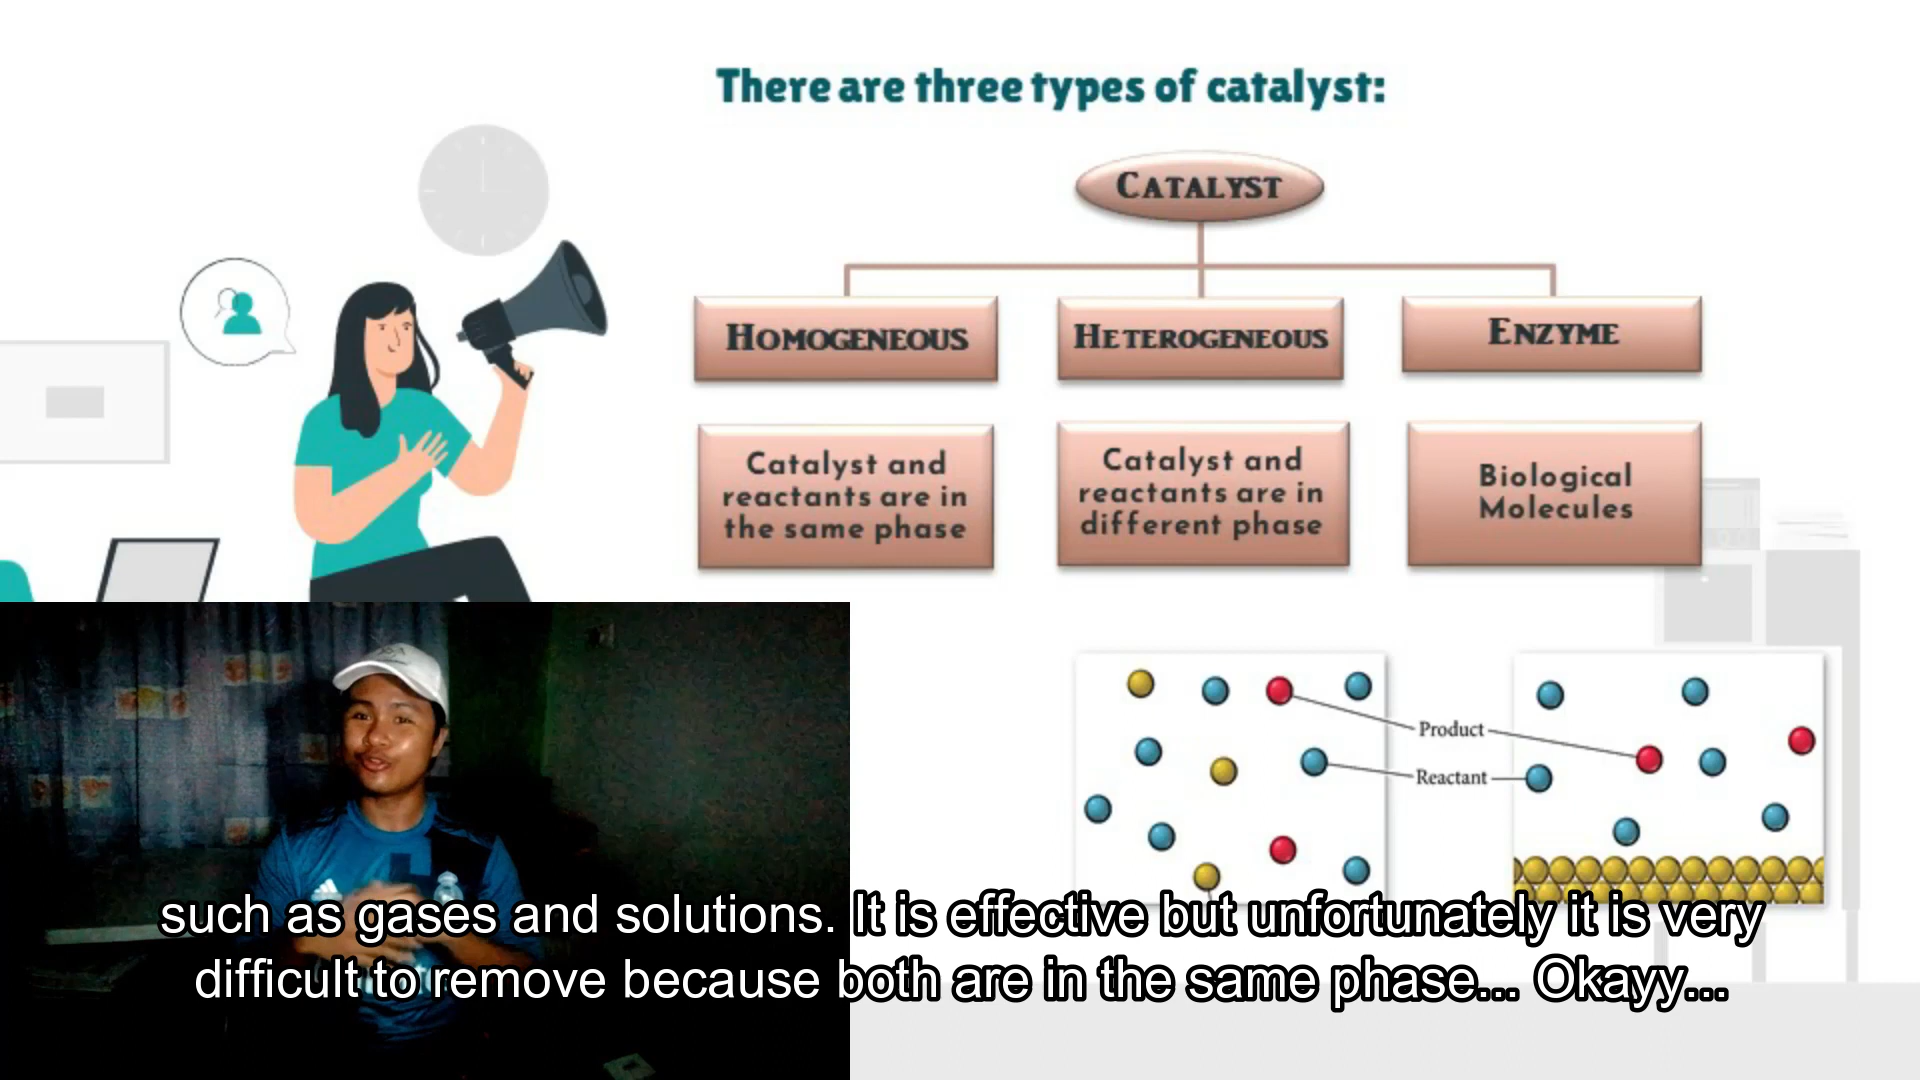 There are three types of catalyst:
CATALYST
HOMOGENEOUS
HETEROGENEOUS
ENZYME
Catalyst and
reactants are in
the same phase
Catalyst and
reactants are in
different phase
Biological
Molecules
Product
Reactant
such as gases and solutions. It is effective but unfortunately it is very
difficult to remove because both are in the same phase... Okayy...